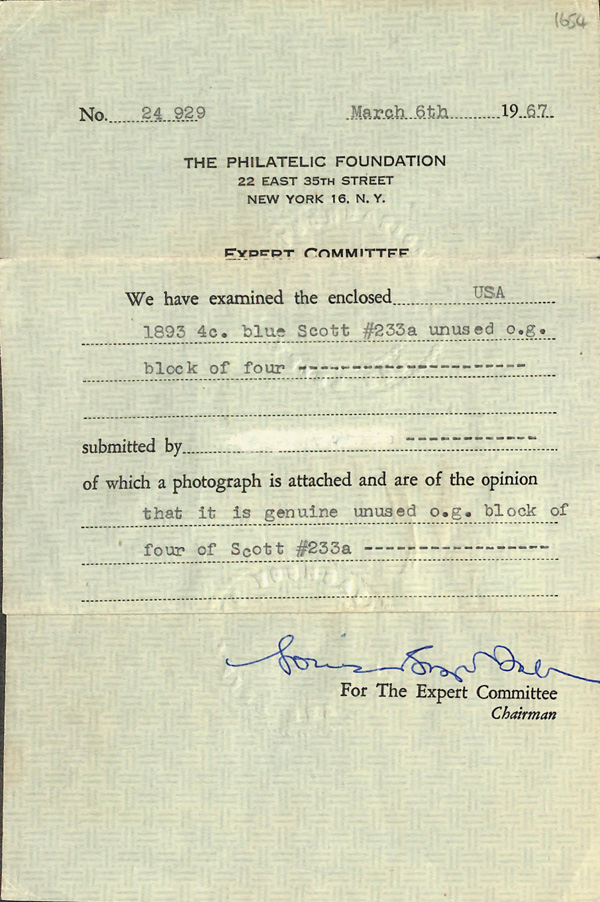 1654
No. 24 929 March 6th 19 67
THE PHILATELIC FOUNDATION
22 EAST 35TH STREET
NEW YORK 16, N. Y.
EXPERT COMMITTEE
We have examined the enclosed USA
1893 4c. blue Scott #233a unused o.g.
block of four --------------------
submitted by ------------
of which a photograph is attached and are of the opinion
that it is genuine unused o.g. block of
four of Scott #233a -----------------
For The Expert Committee
Chairman